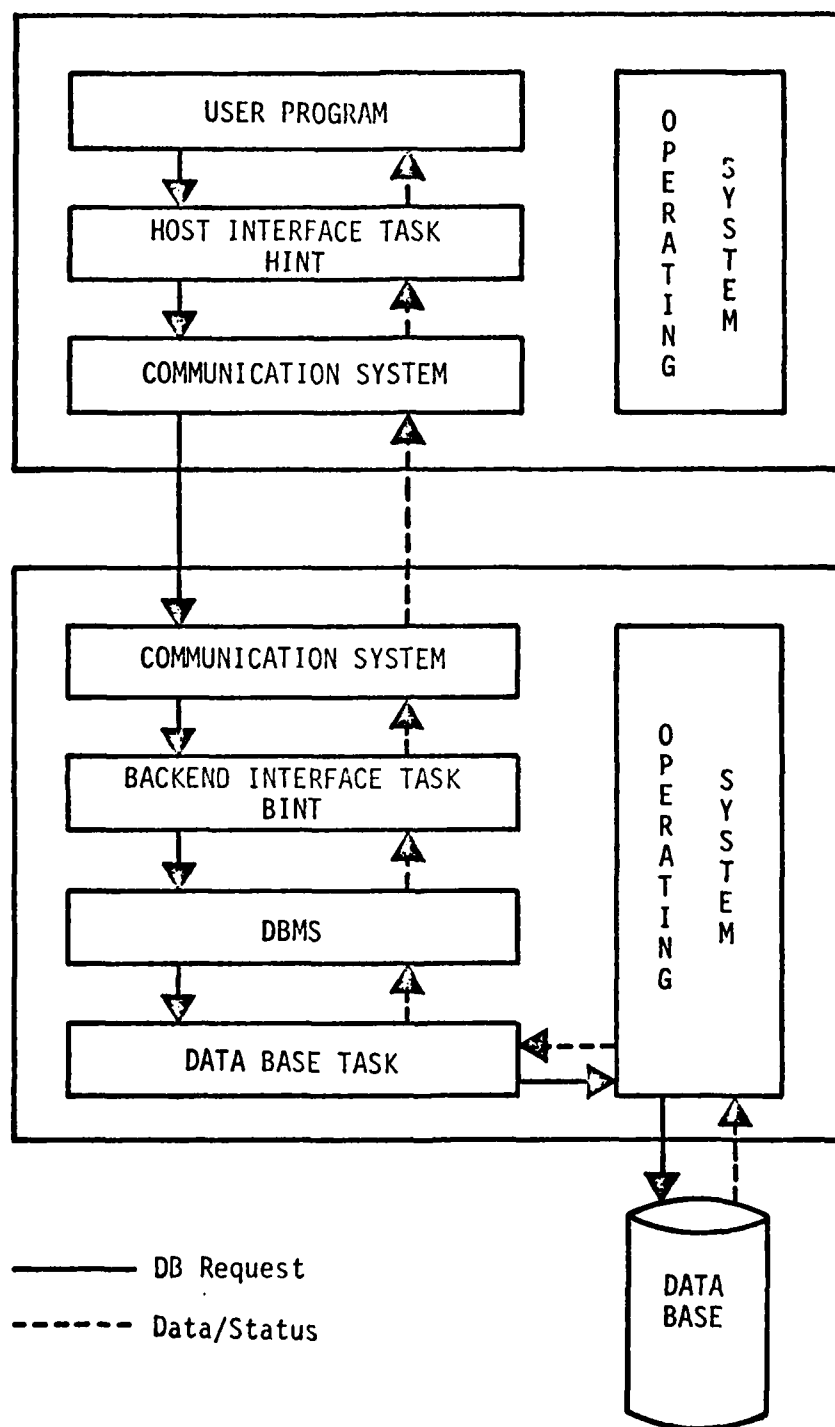 USER PROGRAM
HOST INTERFACE TASK
HINT
COMMUNICATION SYSTEM
OPERATING
SYSTEM
COMMUNICATION SYSTEM
BACKEND INTERFACE TASK
BINT
DBMS
DATA BASE TASK
OPERATING
SYSTEM
DB Request
Data/Status
DATA
BASE